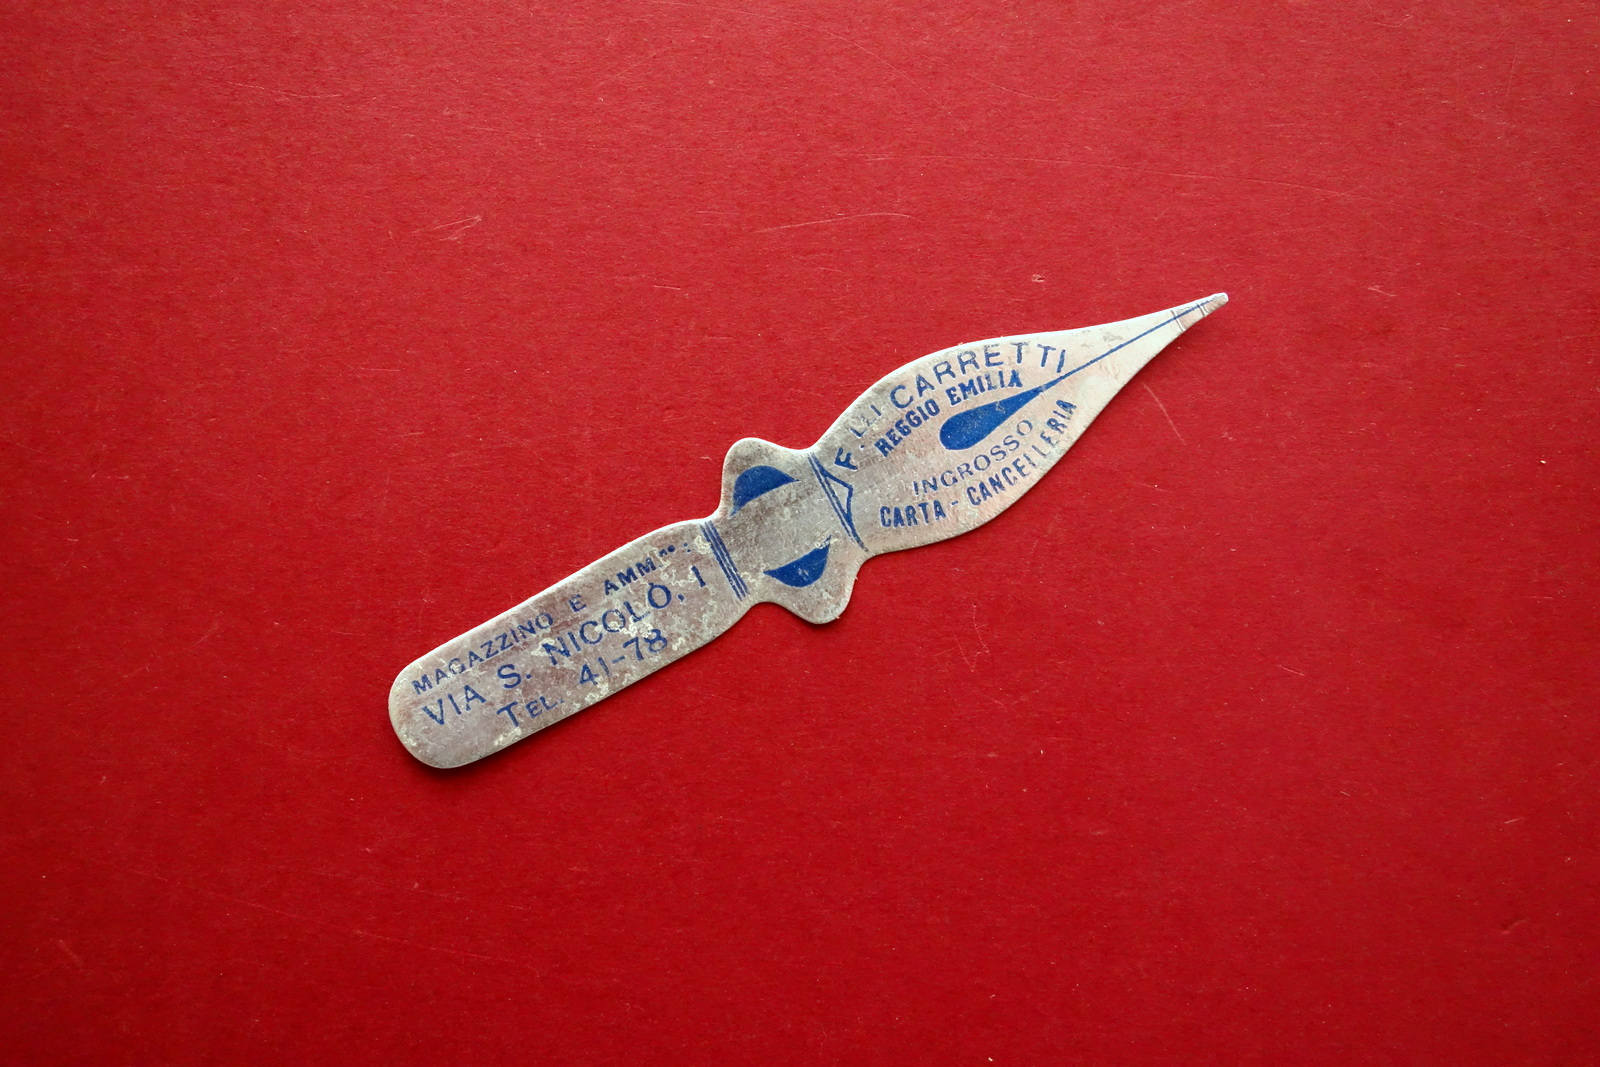 F.LLI CARRETTI
REGGIO EMILIA
INGROSSO
CARTA - CANCELLERIA
MAGAZZINO E AMM.NE:
VIA S. NICOLÒ, 1
TEL. 41-78